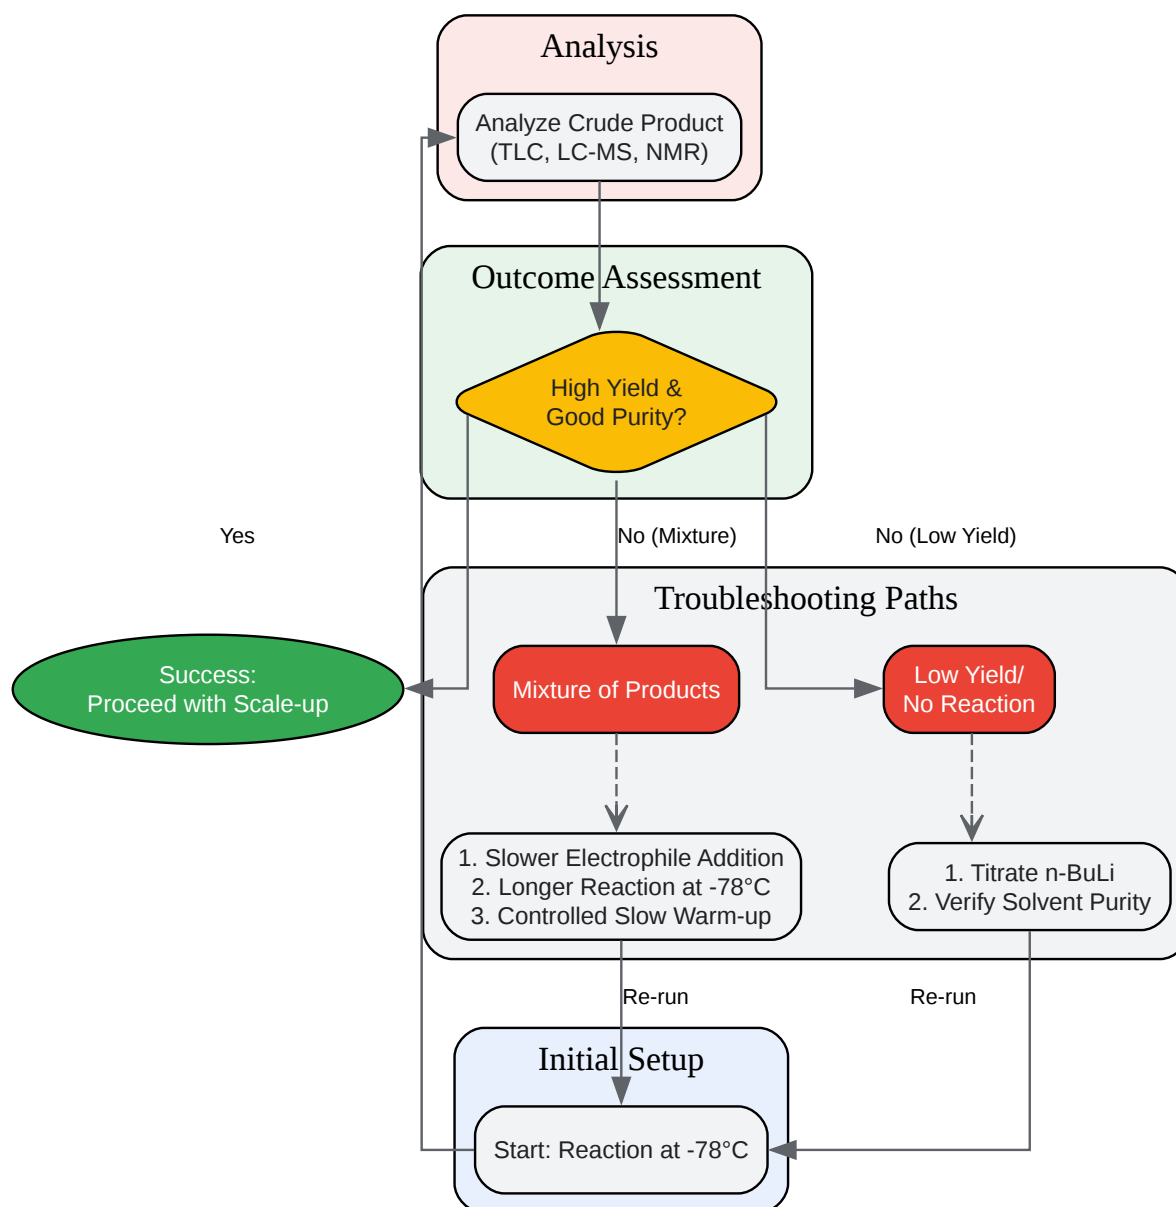 Analysis
Analyze Crude Product
(TLC, LC-MS, NMR)
Outcome Assessment
High Yield &
Good Purity?
Yes
No (Mixture)
No (Low Yield)
Troubleshooting Paths
Success:
Proceed with Scale-up
Mixture of Products
Low Yield/
No Reaction
1. Slower Electrophile Addition
2. Longer Reaction at -78°C
3. Controlled Slow Warm-up
1. Titrate n-BuLi
2. Verify Solvent Purity
Re-run
Re-run
Initial Setup
Start: Reaction at -78°C